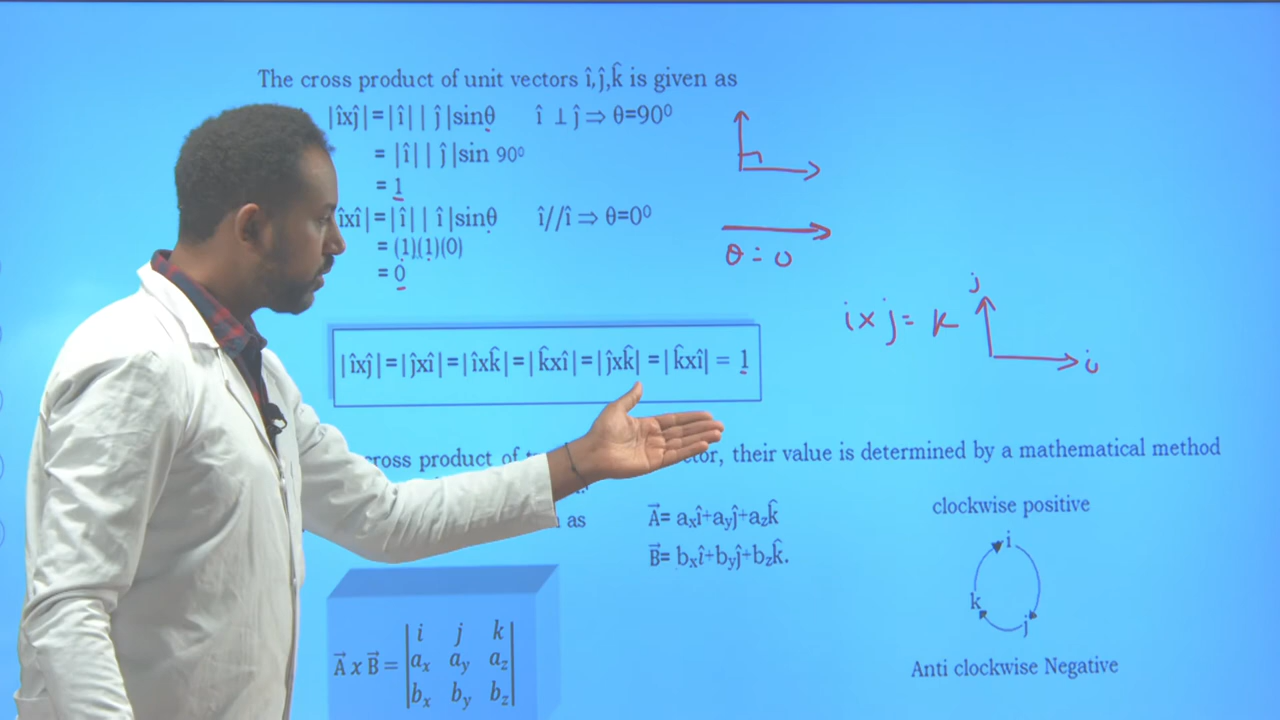 The cross product of unit vectors î,ĵ,k̂ is given as
|îxĵ|=|î||ĵ|sinθ î ⊥ĵ⇒ θ=90⁰
= |î||ĵ|sin 90⁰
= 1
îxî|=|î||î|sinθ î//î ⇒ θ=0⁰
= (1)(1)(0)
= 0
θ = 0
j
ixj= k
i
|îxĵ|=|ĵxî|=|îxk̂|=|k̂xî|=|ĵxk̂|=|k̂xî| = 1
cross product of their value is determined by a mathematical method
as
A⃗= aₓî+a_yĵ+a_zk̂
B⃗= bₓî+b_yĵ+b_zk̂.
clockwise positive
i
k
j
Anti clockwise Negative
A⃗ x B⃗ = |i j k|
|aₓ a_y a_z|
|bₓ b_y b_z|